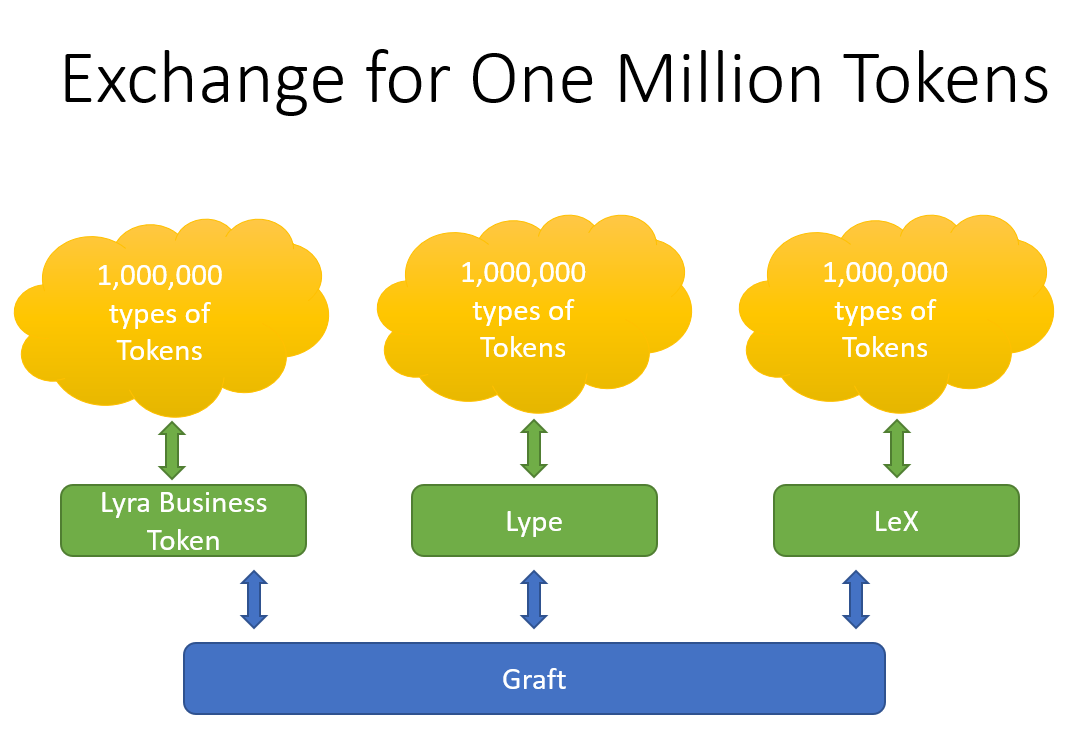 Exchange for One Million Tokens
1,000,000
types of
Tokens
1,000,000
types of
Tokens
1,000,000
types of
Tokens
Lyra Business
Token
Lype
LeX
Graft